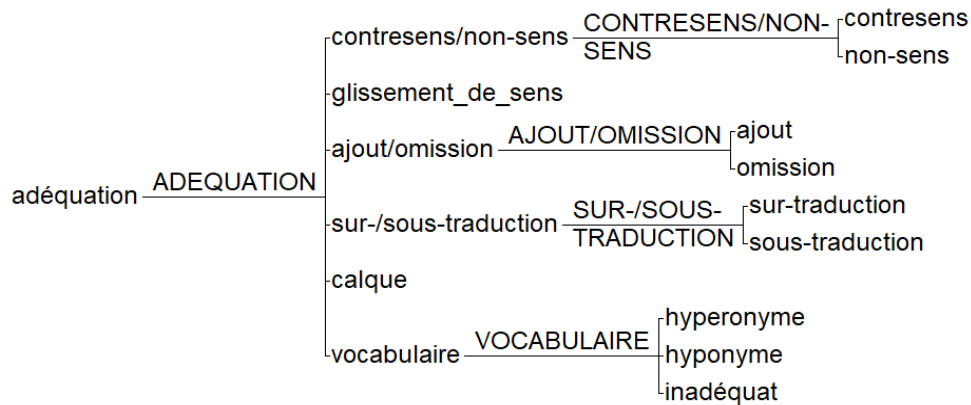 contresens/non-sens CONTRESENS/NON-
SENS
contresens
non-sens
glissement_de_sens
ajout/omission AJOUT/OMISSION
ajout
omission
adéquation ADEQUATION
sur-/sous-traduction SUR-/SOUS-
TRADUCTION
sur-traduction
sous-traduction
calque
vocabulaire VOCABULAIRE
hyperonyme
hyponyme
inadéquat